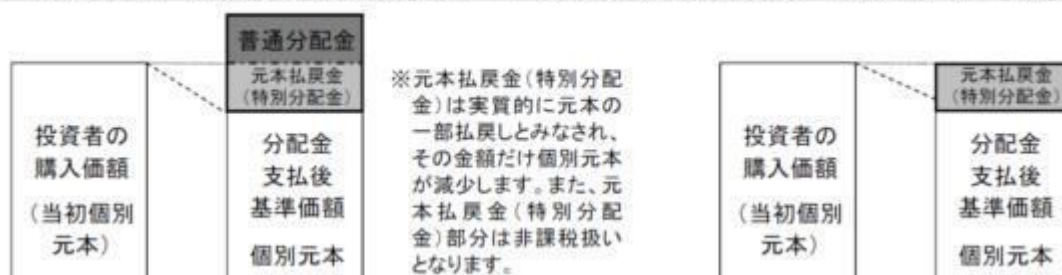 普通分配金
元本払戻金
(特別分配金)
投資者の
購入価額
(当初個別
元本)
分配金
支払後
基準価額
個別元本
※元本払戻金(特別分配
金)は実質的に元本の
一部払戻しとみなされ、
その金額だけ個別元本
が減少します。また、元
本払戻金(特別分配
金)部分は非課税扱い
となります。
投資者の
購入価額
(当初個別
元本)
元本払戻金
(特別分配金)
分配金
支払後
基準価額
個別元本